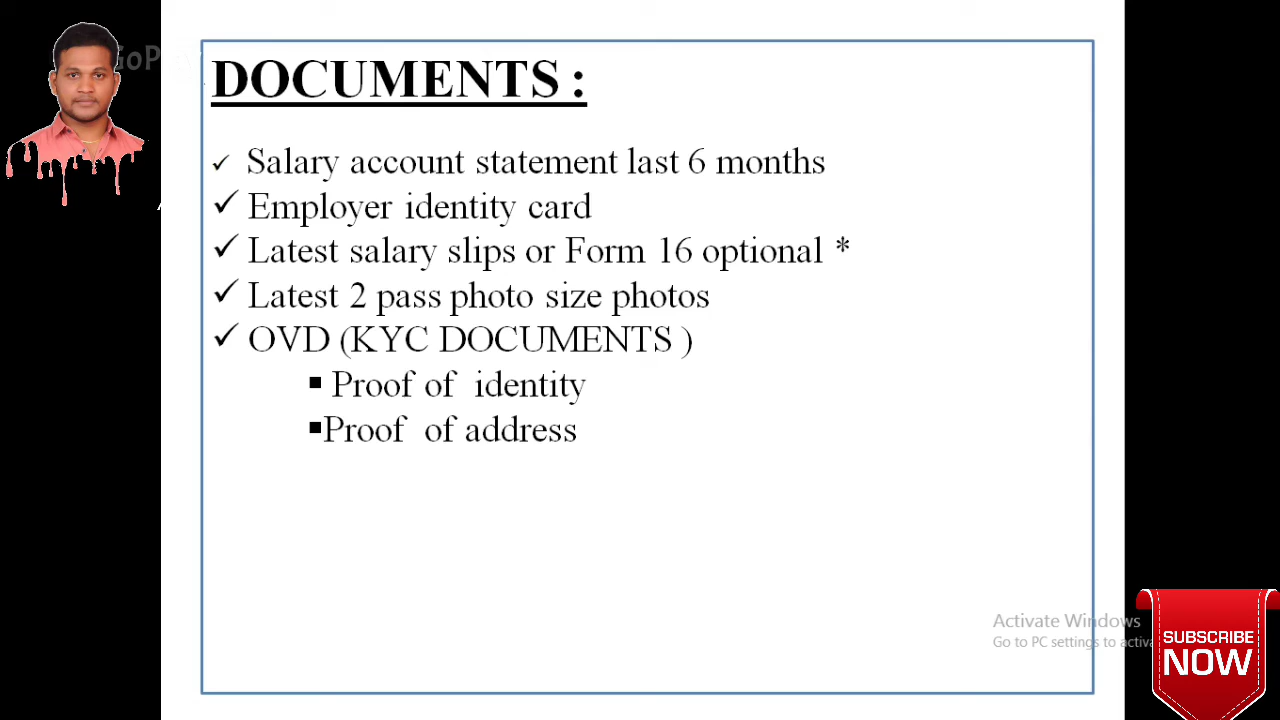 DOCUMENTS :
Salary account statement last 6 months
Employer identity card
Latest salary slips or Form 16 optional *
Latest 2 pass photo size photos
OVD (KYC DOCUMENTS )
Proof of identity
Proof of address
Activate Windows
Go to PC settings to activa
SUBSCRIBE
NOW